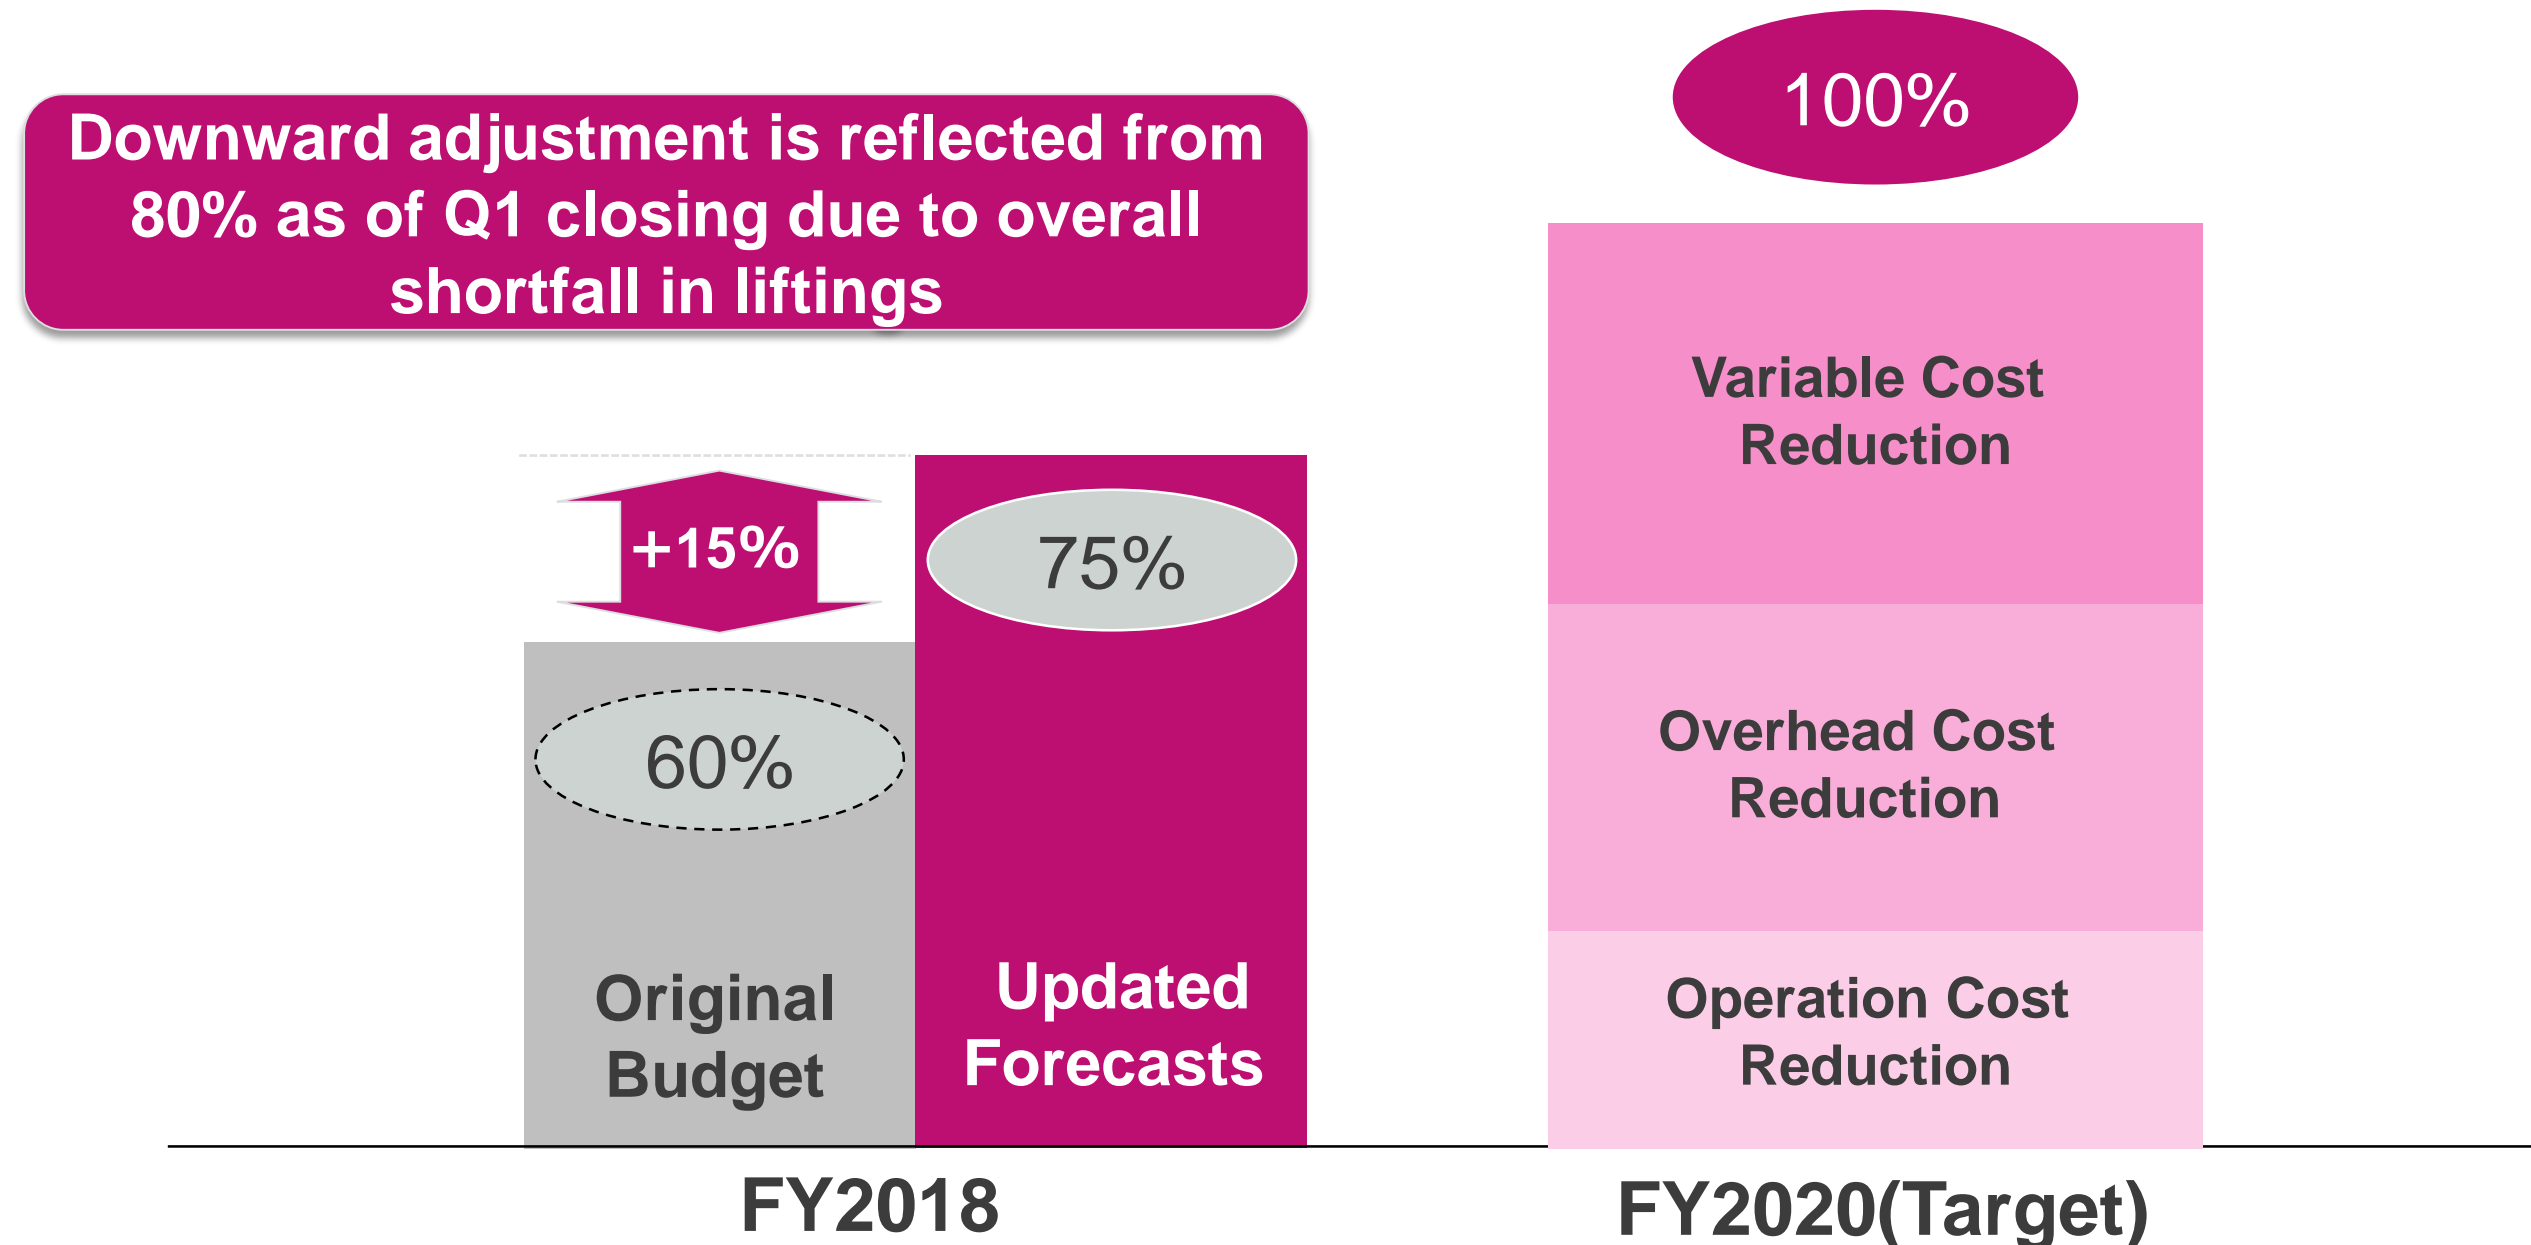 100%
Downward adjustment is reflected from
80% as of Q1 closing due to overall
shortfall in liftings
Variable Cost
Reduction
+15%
75%
60%
Overhead Cost
Reduction
Original
Budget
Updated
Forecasts
Operation Cost
Reduction
FY2018
FY2020(Target)